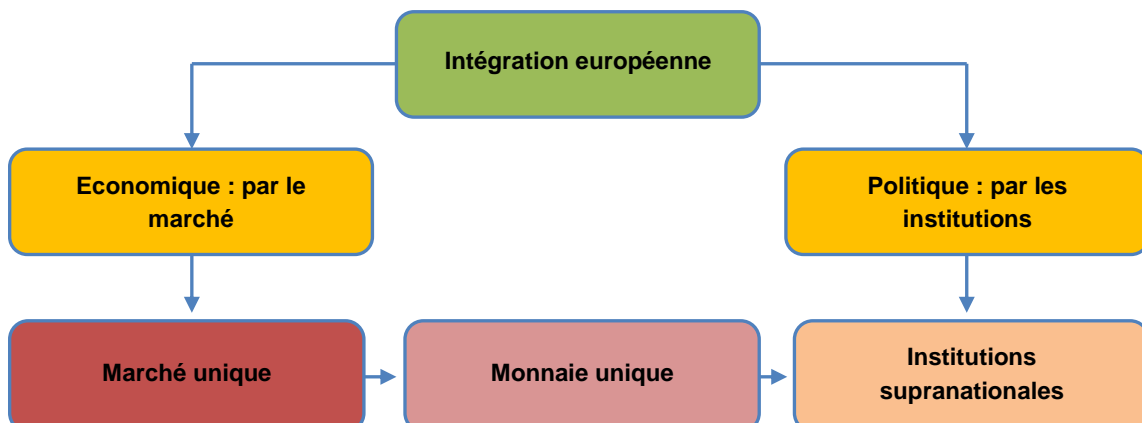 Intégration européenne
Economique : par le
marché
Politique : par les
institutions
Marché unique
Monnaie unique
Institutions
supranationales